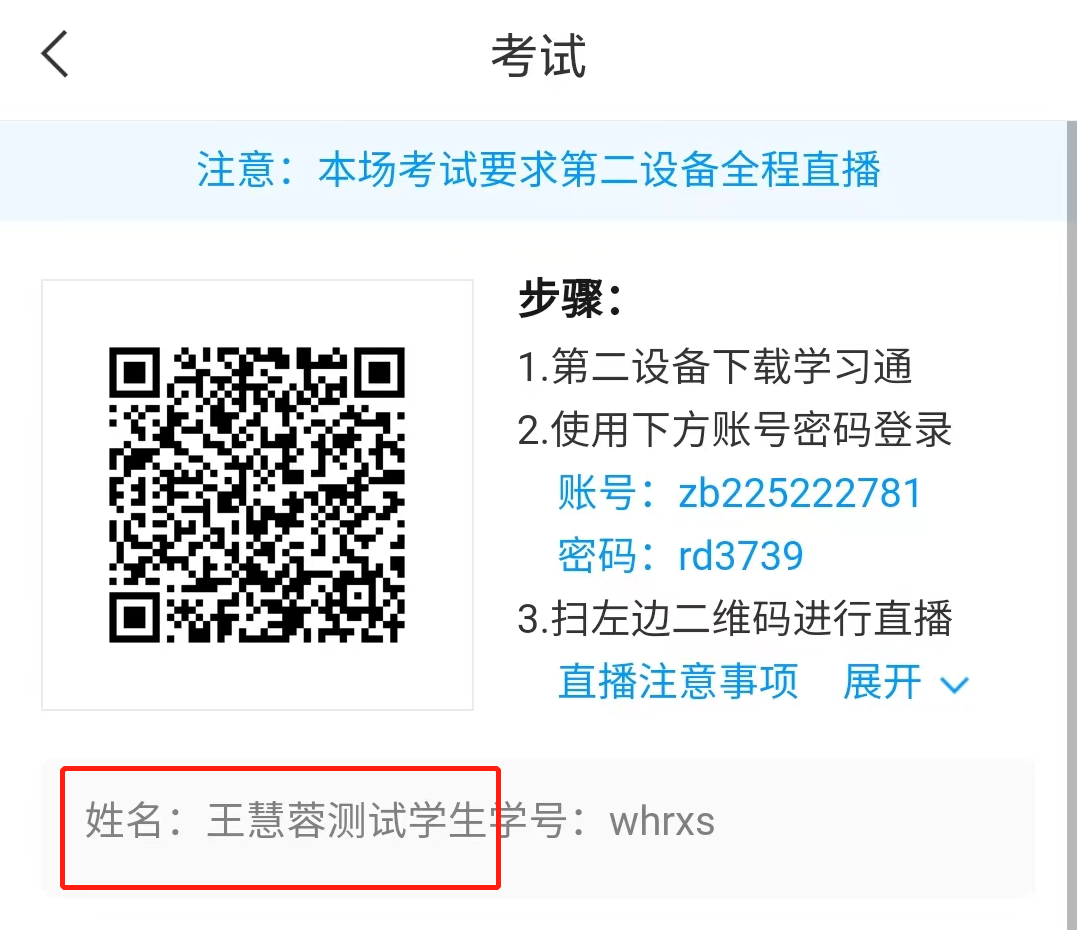 考试
注意：本场考试要求第二设备全程直播
步骤：
1.第二设备下载学习通
2.使用下方账号密码登录
账号：zb225222781
密码：rd3739
3.扫左边二维码进行直播
直播注意事项 展开
姓名：王慧蓉测试学生学号：whrxs